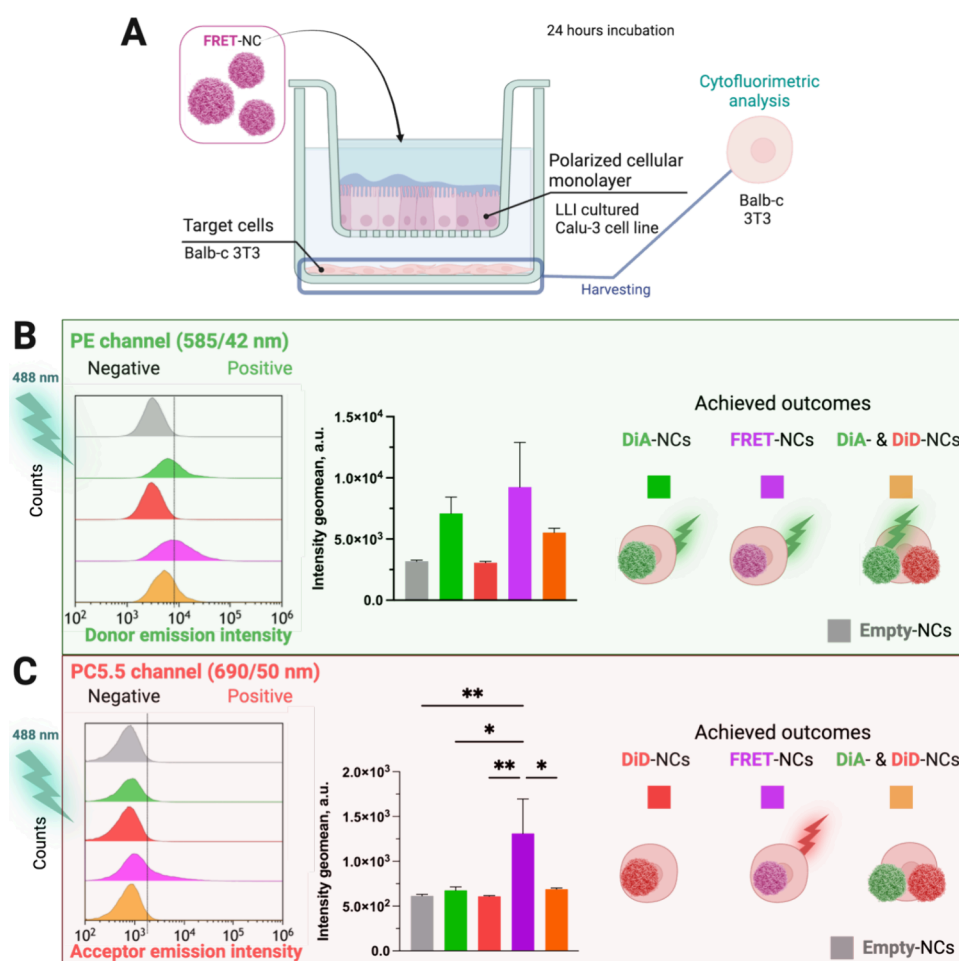 A
FRET-NC
24 hours incubation
Cytofluorimetric
analysis
Polarized cellular
monolayer
LLI cultured
Calu-3 cell line
Balb-c
3T3
Target cells
Balb-c 3T3
Harvesting
B
PE channel (585/42 nm)
Negative
Positive
488 nm
Counts
10² 10³ 10⁴ 10⁵ 10⁶
Donor emission intensity
Intensity geomean, a.u.
1.5×10⁴
1.0×10⁴
5.0×10³
0.0
Achieved outcomes
DiA-NCs
FRET-NCs
DiA- & DiD-NCs
Empty-NCs
C
PC5.5 channel (690/50 nm)
Negative
Positive
488 nm
Counts
10² 10³ 10⁴ 10⁵ 10⁶
Acceptor emission intensity
Intensity geomean, a.u.
2.0×10³
1.5×10³
1.0×10³
5.0×10²
0.0
**
*
** *
Achieved outcomes
DiD-NCs
FRET-NCs
DiA- & DiD-NCs
Empty-NCs